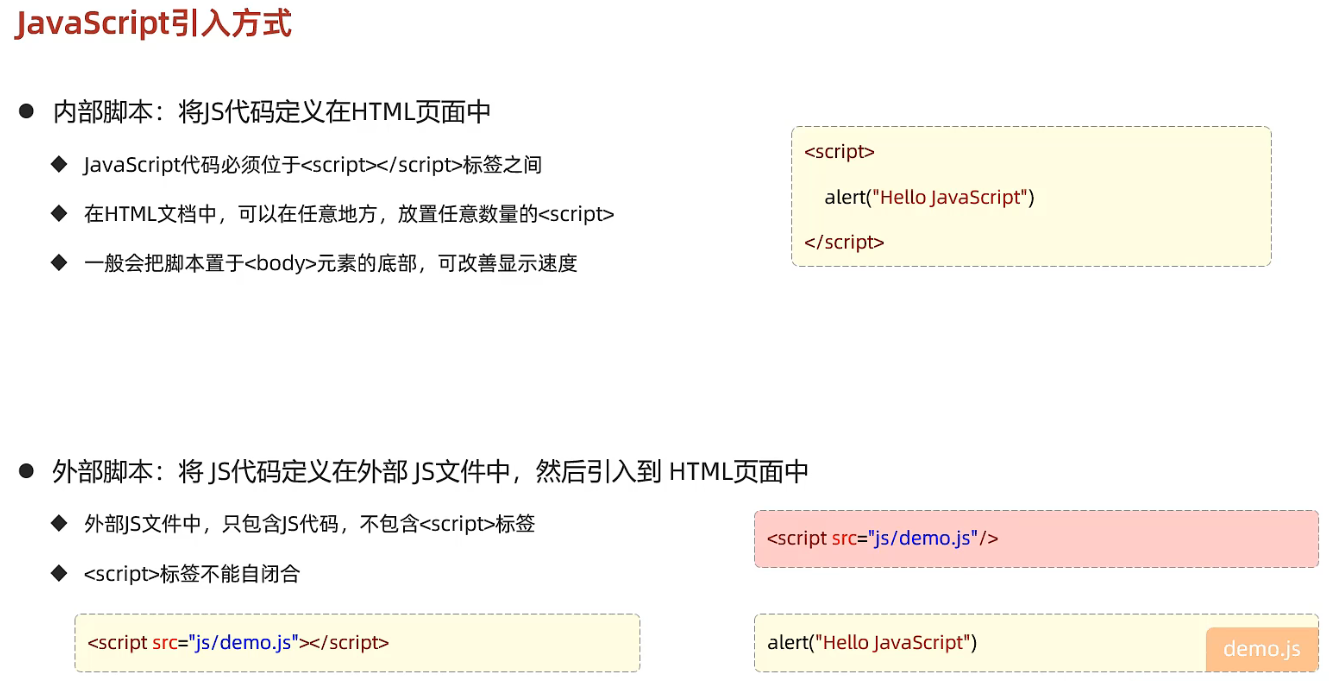 JavaScript引入方式
● 内部脚本：将JS代码定义在HTML页面中
◆ JavaScript代码必须位于<script></script>标签之间
◆ 在HTML文档中，可以在任意地方，放置任意数量的<script>
◆ 一般会把脚本置于<body>元素的底部，可改善显示速度
<script>
alert("Hello JavaScript")
</script>
● 外部脚本：将 JS代码定义在外部 JS文件中，然后引入到 HTML页面中
◆ 外部JS文件中，只包含JS代码，不包含<script>标签
◆ <script>标签不能自闭合
<script src="js/demo.js"/>
<script src="js/demo.js"></script>
alert("Hello JavaScript")
demo.js